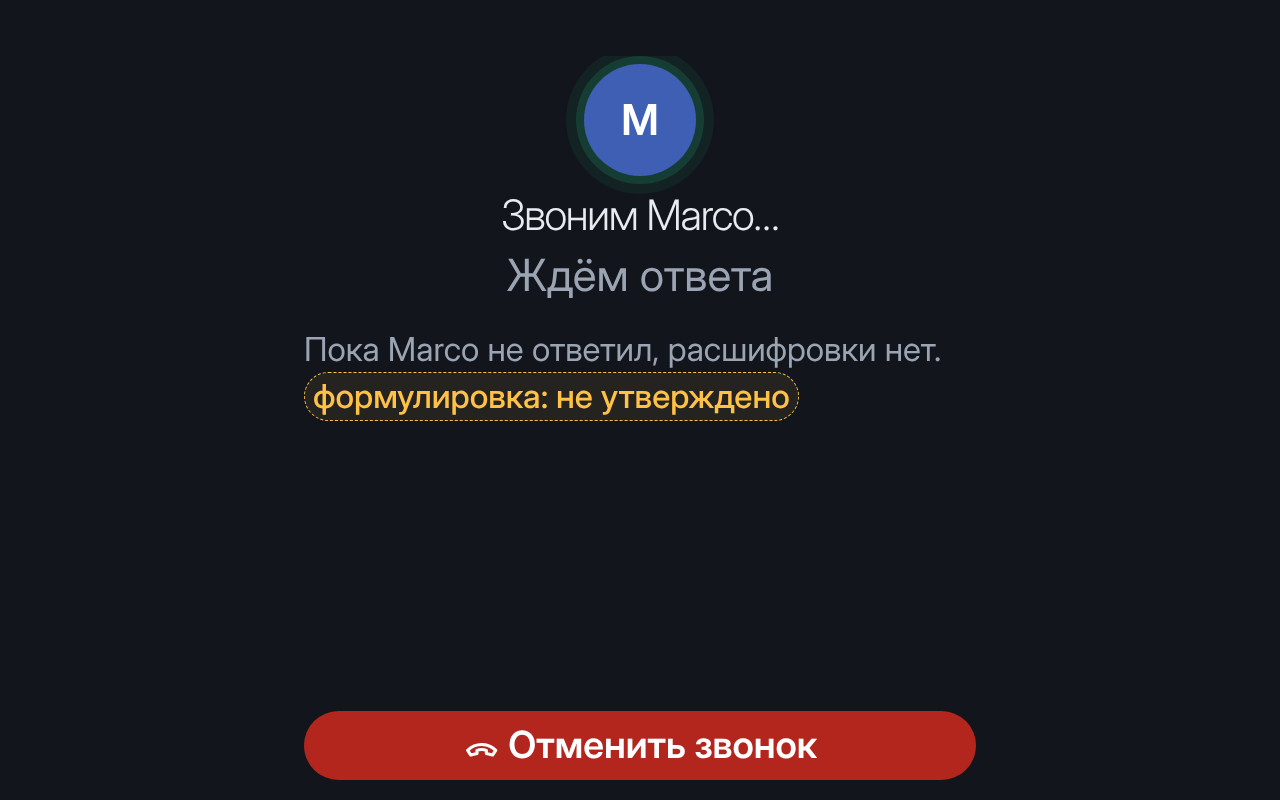 M
Звоним Marco...
Ждём ответа
Пока Marco не ответил, расшифровки нет.
формулировка: не утверждено
Отменить звонок